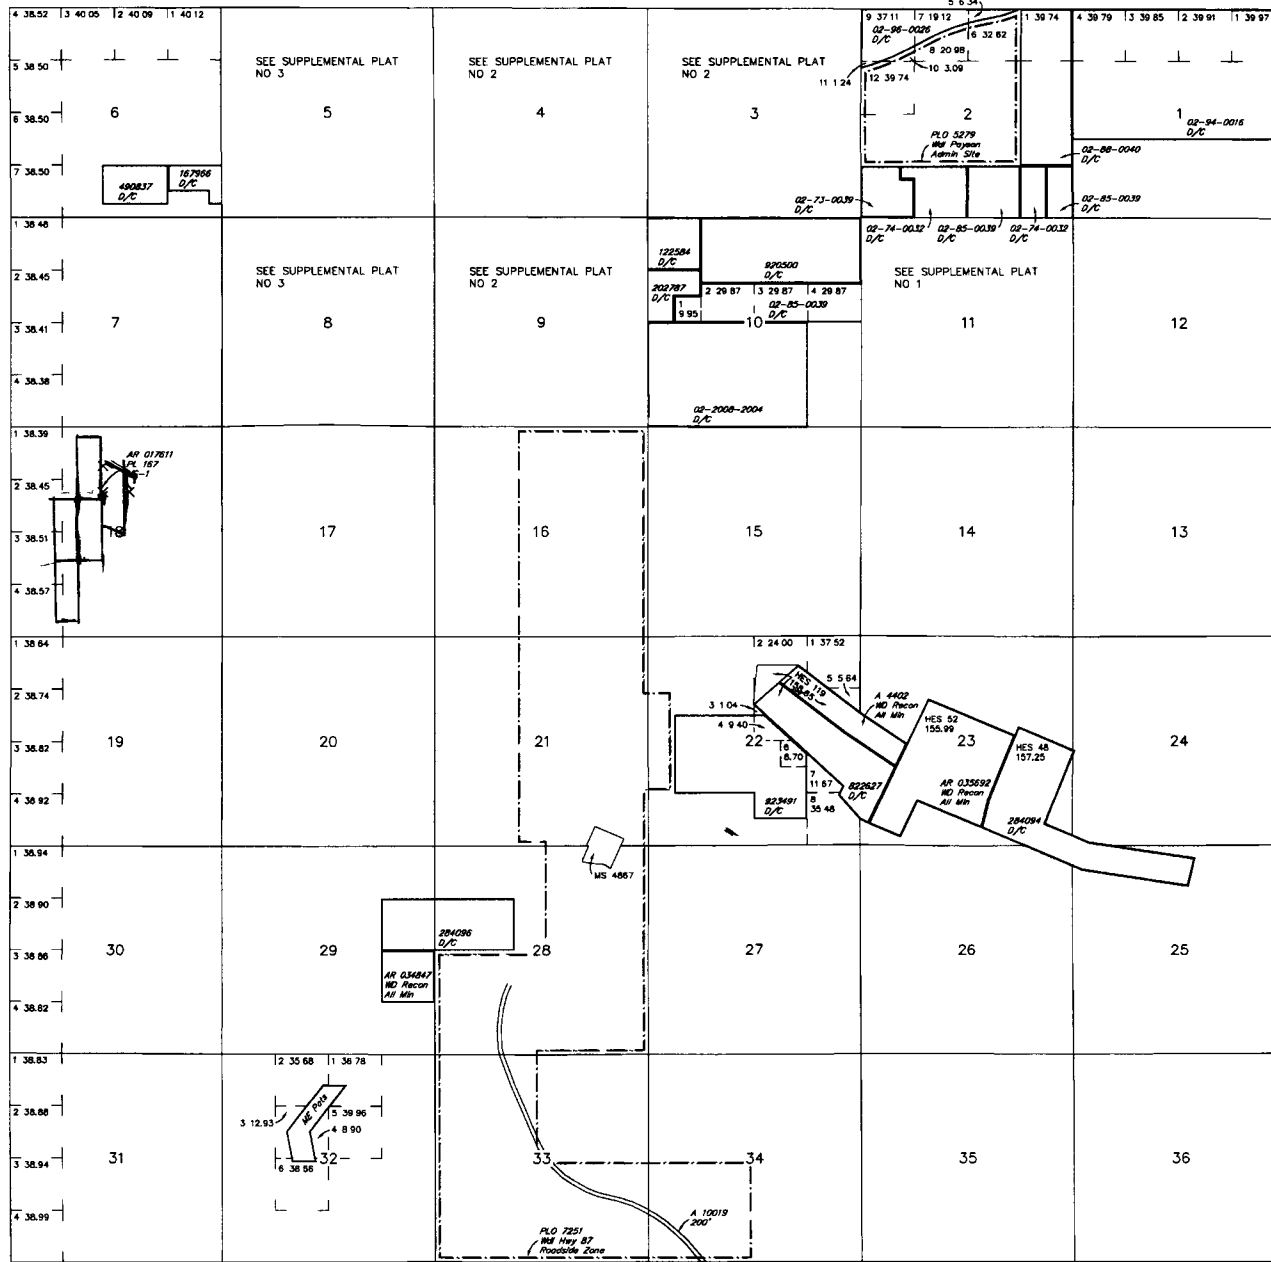 4 38.52
3 40 05
2 40 09
1 40 12
5 6 34
9 37 11
7 19 12
1 39 74
4 39 79
3 39 85
2 39 91
1 39 97
02-96-0026
D/C
6 32 62
8 20 98
10 3.09
11 1 24
12 39 74
5 38 50
SEE SUPPLEMENTAL PLAT
NO 3
SEE SUPPLEMENTAL PLAT
NO 2
SEE SUPPLEMENTAL PLAT
NO 2
6 38.50
6
5
4
3
2
1
02-94-0016
D/C
PLO 5279
Wdl Payson
Admin Site
02-88-0040
D/C
7 38.50
490837
D/C
167966
D/C
02-73-0039
D/C
02-85-0039
D/C
02-74-0032
D/C
02-85-0039
D/C
02-74-0032
D/C
1 38 48
122584
D/C
920500
D/C
2 38.45
SEE SUPPLEMENTAL PLAT
NO 3
SEE SUPPLEMENTAL PLAT
NO 2
SEE SUPPLEMENTAL PLAT
NO 1
202787
D/C
2 29 87
3 29 87
4 29 87
1
9 95
02-85-0039
D/C
3 38.41
7
8
9
10
11
12
4 38.38
02-2008-2004
D/C
1 38.39
AR 017611
PL 167
2 38.45
3 38.51
18
17
16
15
14
13
4 38.57
1 38 64
2 24 00
1 37 52
HES 119
158.85
5 5 64
2 38.74
A 4402
WD Recon
All Min
3 1 04
4 9 40
HES 52
155.99
3 38.82
19
20
21
22
23
24
HES 48
157.25
6
8.70
7
11 67
8
35 48
822627
D/C
AR 035692
WD Recon
All Min
4 38 92
923491
D/C
284094
D/C
1 38.94
MS 4867
2 38 90
284096
D/C
3 38 86
30
29
28
27
26
25
AR 034847
WD Recon
All Min
4 38.82
1 38.83
2 35 68
1 36 78
2 38.88
ME Pats
5 39 96
3 12.93
4 8 90
3 38.94
31
32
33
34
35
36
6 38 56
4 38.99
A 10019
200'
PLO 7251
Wdl Hwy 87
Roadside Zone